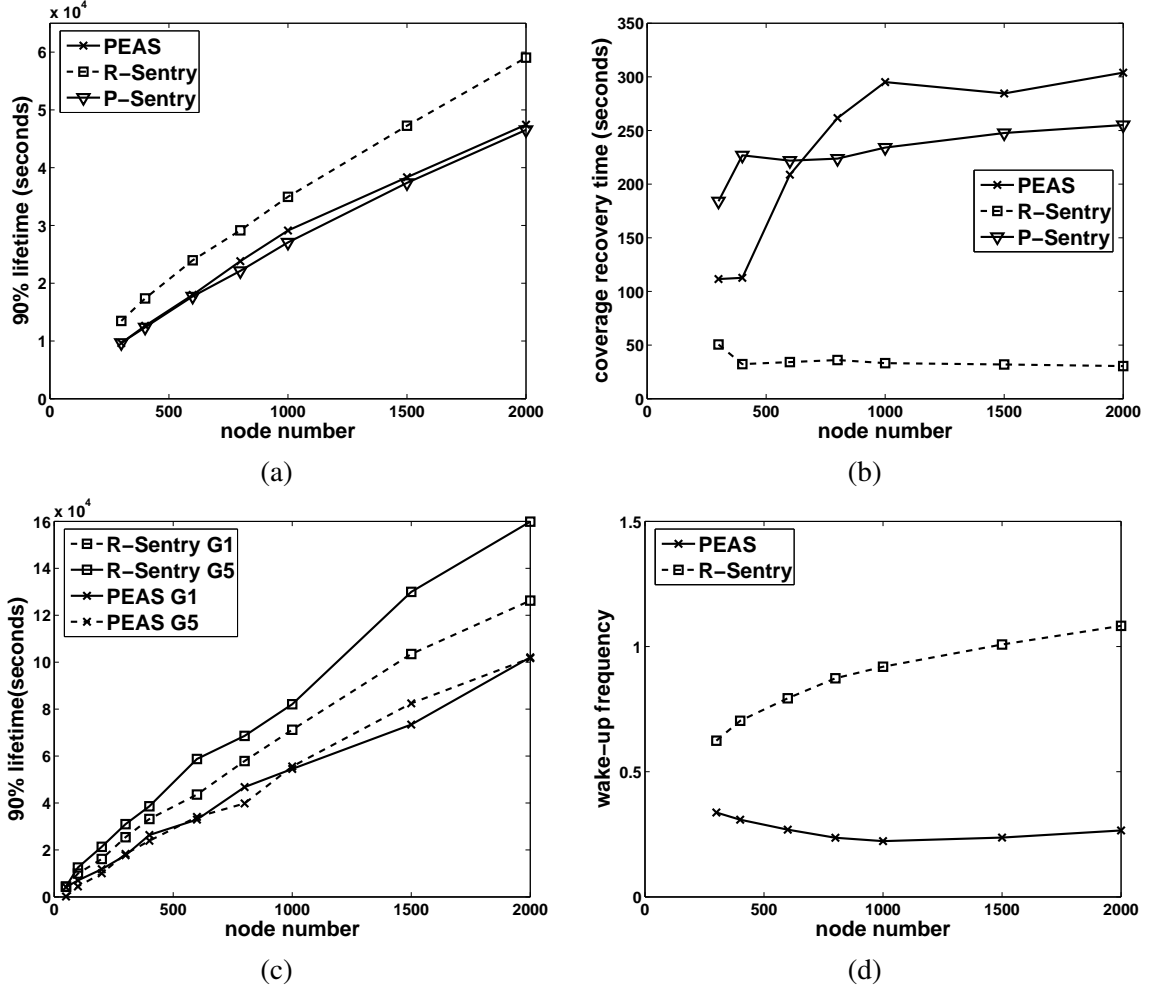 x 10⁴
6
5
4
3
2
1
0
90% lifetime (seconds)
PEAS
R−Sentry
P−Sentry
0 500 1000 1500 2000
node number
(a)
350
300
250
200
150
100
50
0
coverage recovery time (seconds)
PEAS
R−Sentry
P−Sentry
0 500 1000 1500 2000
node number
(b)
x 10⁴
16
14
12
10
8
6
4
2
0
90% lifetime(seconds)
R−Sentry G1
R−Sentry G5
PEAS G1
PEAS G5
0 500 1000 1500 2000
node number
(c)
1.5
1
0.5
0
wake−up frequency
PEAS
R−Sentry
0 500 1000 1500 2000
node number
(d)